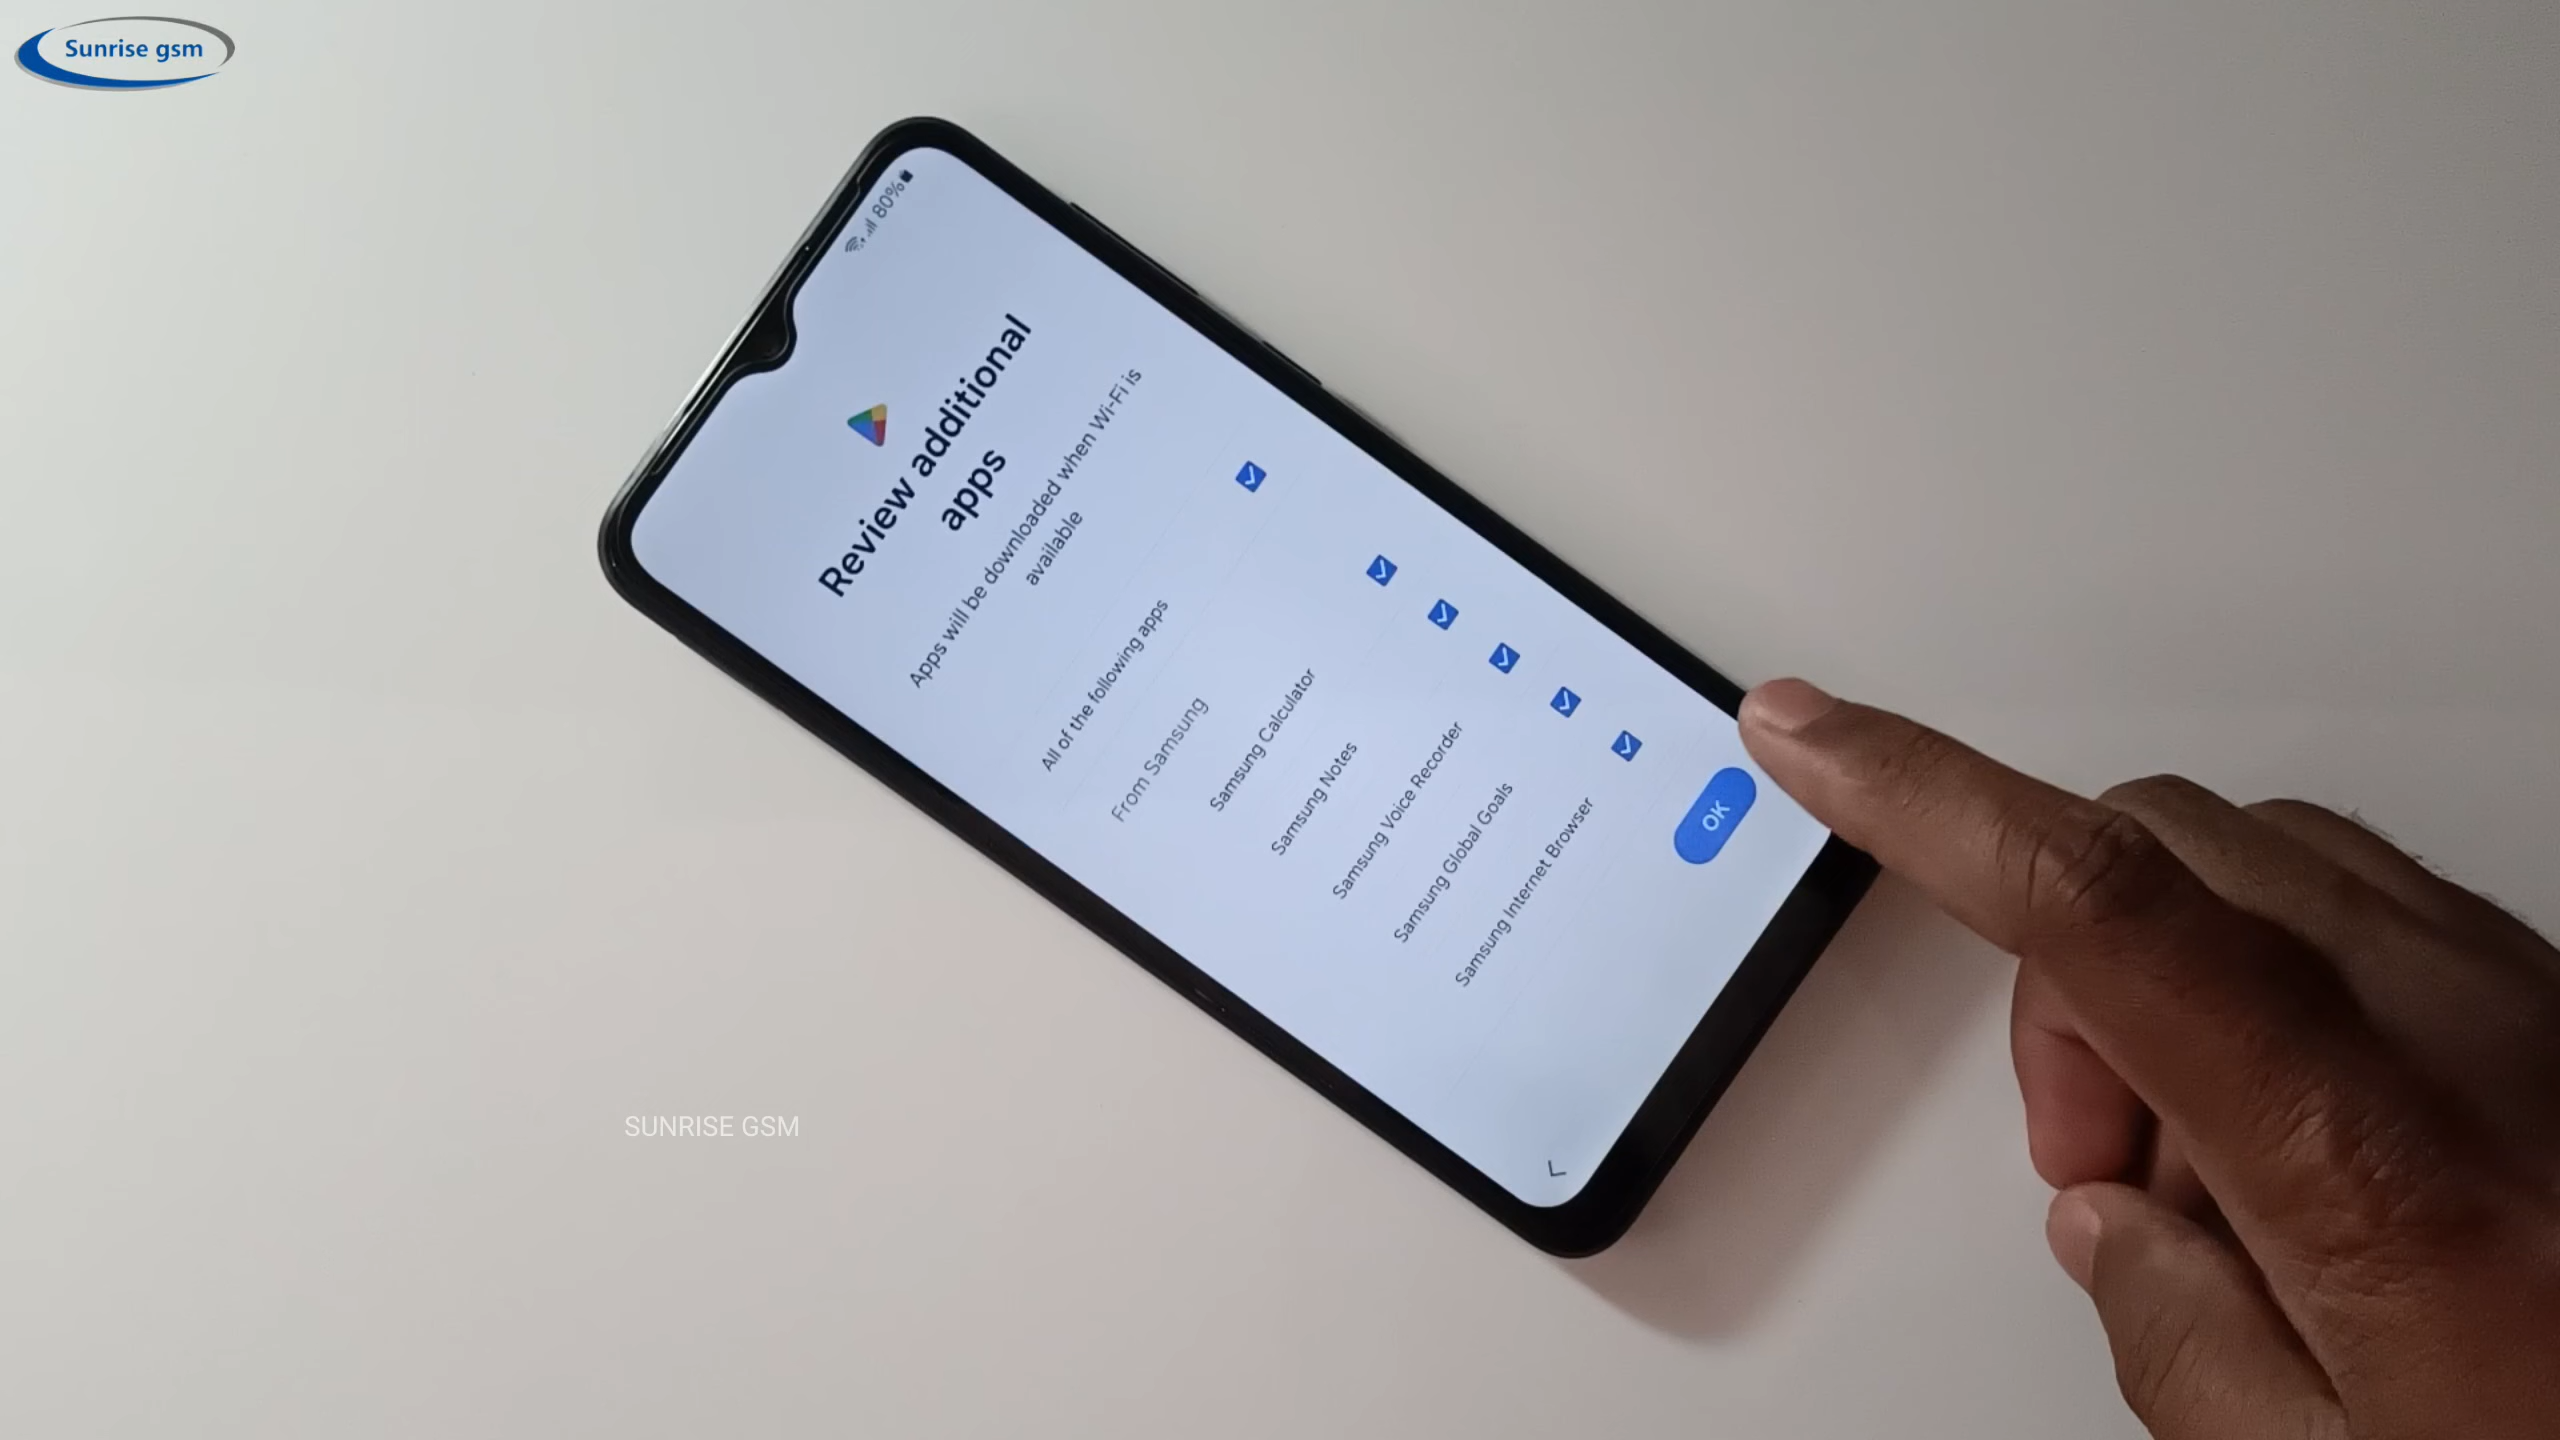 Sunrise gsm
80%
Review additional
apps
Apps will be downloaded when Wi-Fi is
available
All of the following apps
From Samsung
Samsung Calculator
Samsung Notes
Samsung Voice Recorder
Samsung Global Goals
Samsung Internet Browser
OK
SUNRISE GSM